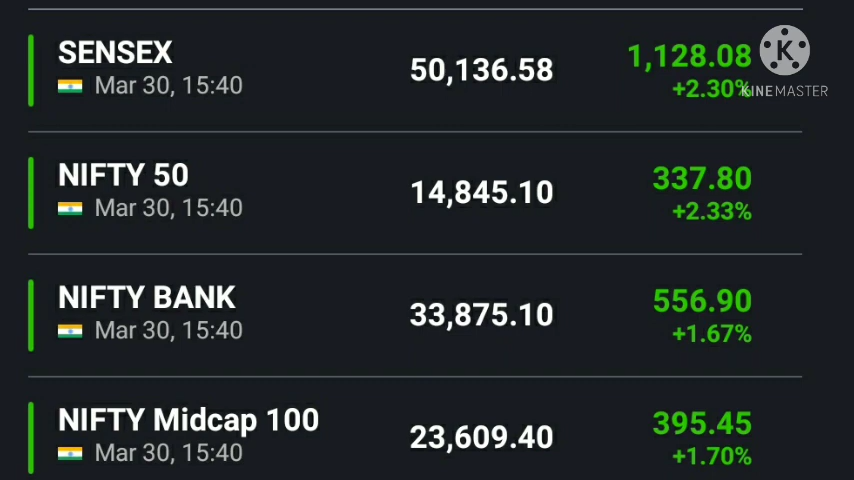 SENSEX
Mar 30, 15:40
50,136.58
1,128.08
+2.30%
K
KINEMASTER
NIFTY 50
Mar 30, 15:40
14,845.10
337.80
+2.33%
NIFTY BANK
Mar 30, 15:40
33,875.10
556.90
+1.67%
NIFTY Midcap 100
Mar 30, 15:40
23,609.40
395.45
+1.70%